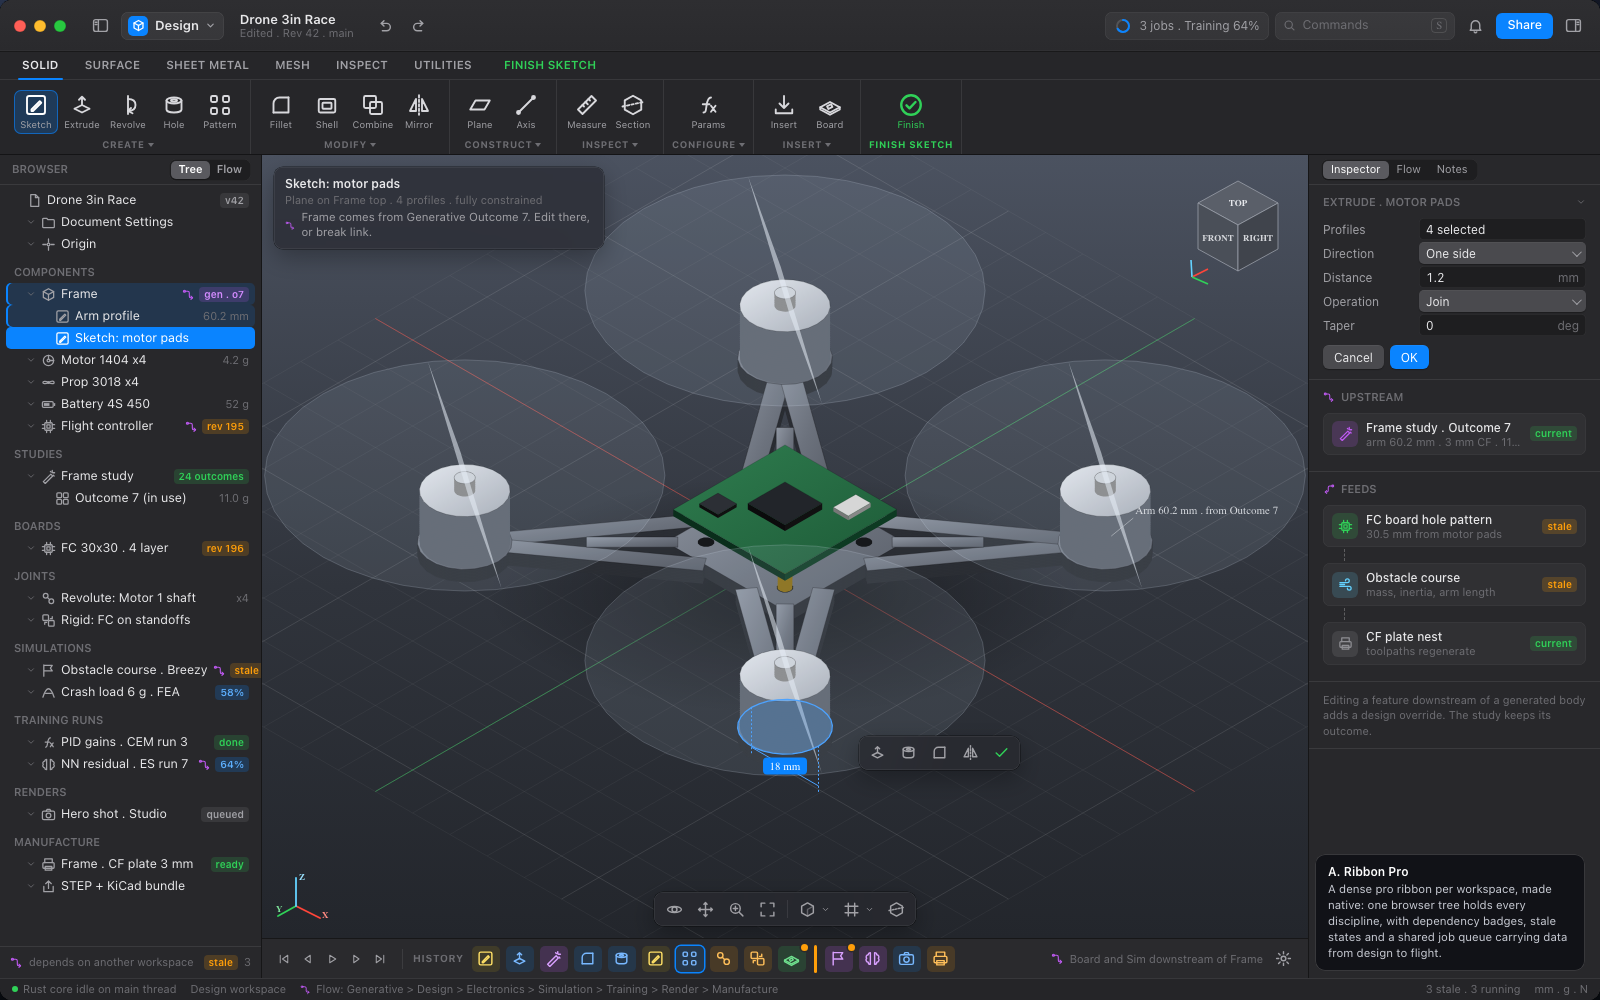 Design
Drone 3in Race
Edited . Rev 42 . main
3 jobs . Training 64%
Commands
S
Share
SOLID
SURFACE
SHEET METAL
MESH
INSPECT
UTILITIES
FINISH SKETCH
Sketch
Extrude
Revolve
Hole
Pattern
Fillet
Shell
Combine
Mirror
Plane
Axis
Measure
Section
Params
Insert
Board
Finish
CREATE
MODIFY
CONSTRUCT
INSPECT
CONFIGURE
INSERT
FINISH SKETCH
BROWSER
Tree
Flow
Drone 3in Race
v42
Document Settings
Origin
COMPONENTS
Frame
gen . o7
Arm profile
60.2 mm
Sketch: motor pads
Motor 1404 x4
4.2 g
Prop 3018 x4
Battery 4S 450
52 g
Flight controller
rev 195
STUDIES
Frame study
24 outcomes
Outcome 7 (in use)
11.0 g
BOARDS
FC 30x30 . 4 layer
rev 196
JOINTS
Revolute: Motor 1 shaft
x4
Rigid: FC on standoffs
SIMULATIONS
Obstacle course . Breezy
stale
Crash load 6 g . FEA
58%
TRAINING RUNS
PID gains . CEM run 3
done
NN residual . ES run 7
64%
RENDERS
Hero shot . Studio
queued
MANUFACTURE
Frame . CF plate 3 mm
ready
STEP + KiCad bundle
depends on another workspace
stale
3
Sketch: motor pads
Plane on Frame top . 4 profiles . fully constrained
Frame comes from Generative Outcome 7. Edit there,
or break link.
TOP
FRONT
RIGHT
Arm 60.2 mm . from Outcome 7
18 mm
Z
Y
X
HISTORY
Board and Sim downstream of Frame
Inspector
Flow
Notes
EXTRUDE . MOTOR PADS
Profiles
4 selected
Direction
One side
Distance
1.2
mm
Operation
Join
Taper
0
deg
Cancel
OK
UPSTREAM
Frame study . Outcome 7
arm 60.2 mm . 3 mm CF . 11...
current
FEEDS
FC board hole pattern
30.5 mm from motor pads
stale
Obstacle course
mass, inertia, arm length
stale
CF plate nest
toolpaths regenerate
current
Editing a feature downstream of a generated body
adds a design override. The study keeps its
outcome.
A. Ribbon Pro
A dense pro ribbon per workspace, made
native: one browser tree holds every
discipline, with dependency badges, stale
states and a shared job queue carrying data
from design to flight.
Rust core idle on main thread
Design workspace
Flow: Generative > Design > Electronics > Simulation > Training > Render > Manufacture
3 stale . 3 running
mm . g . N